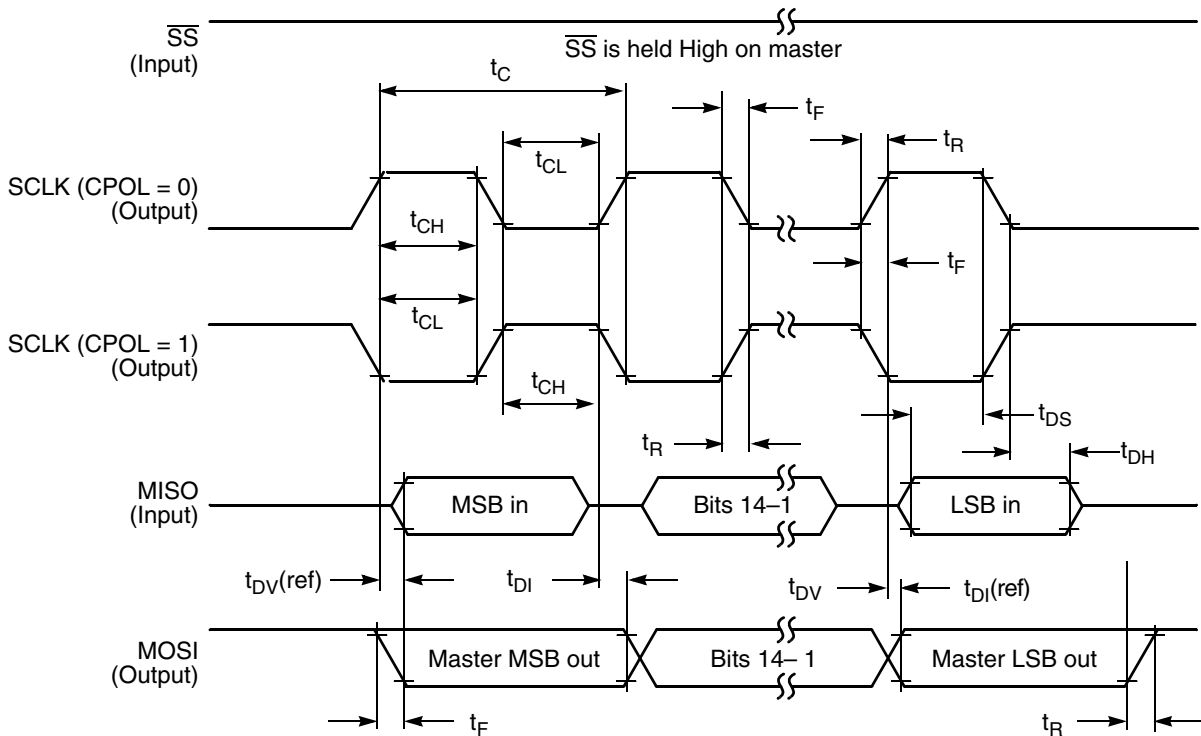 SS
(Input)
SS is held High on master
tC
tF
tR
tCL
SCLK (CPOL = 0)
(Output)
tCH
tF
tCL
SCLK (CPOL = 1)
(Output)
tCH
tDS
tR
tDH
MISO
(Input)
MSB in
Bits 14–1
LSB in
tDV(ref)
tDI
tDV
tDI(ref)
MOSI
(Output)
Master MSB out
Bits 14– 1
Master LSB out
tF
tR